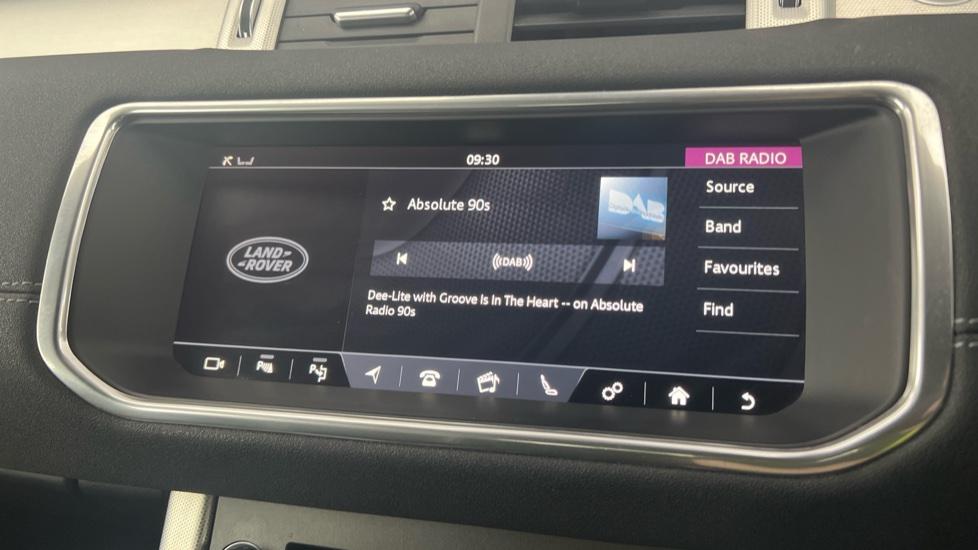 09:30
DAB RADIO
LAND-
-ROVER
Absolute 90s
DAB
Source
Band
Favourites
Find
((DAB))
Dee-Lite with Groove Is In The Heart -- on Absolute
Radio 90s